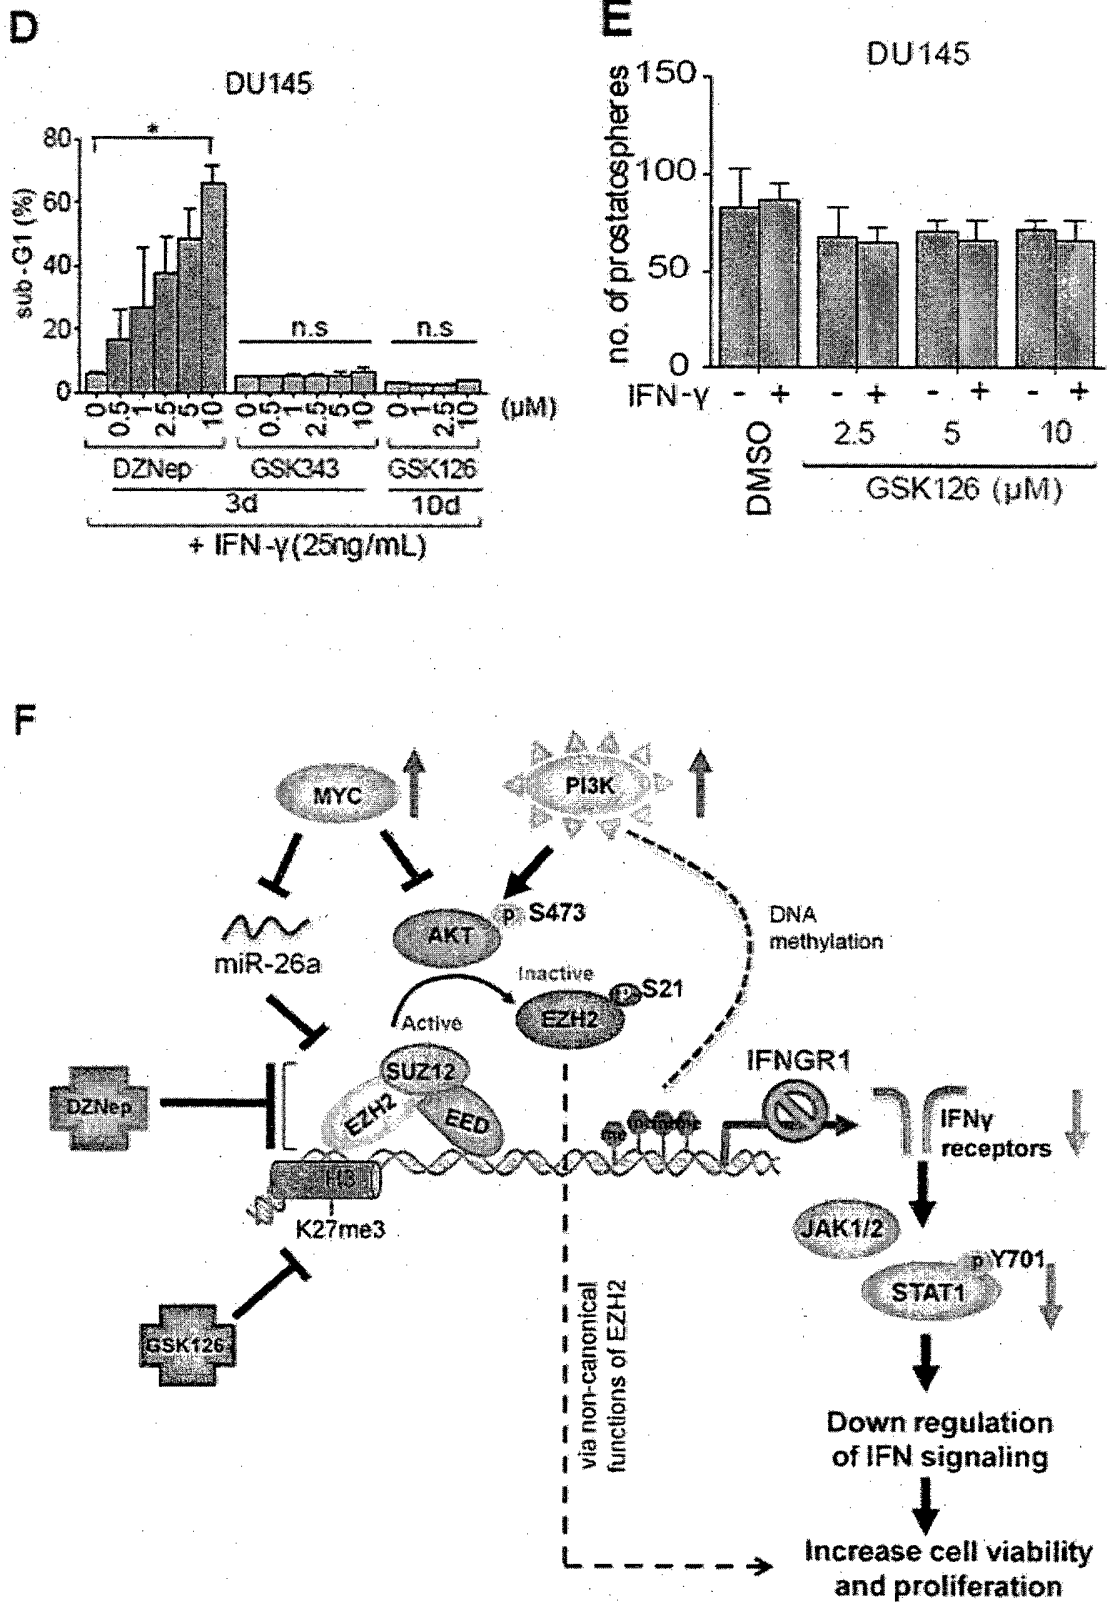 D
DU145
80
60
40
20
0
sub-G1 (%)
*
n.s
n.s
0 0.5 1 2.5 5 10 0 0.5 1 2.5 5 10 0 1 2.5 10 (µM)
DZNep GSK343 GSK126
3d 10d
+ IFN-γ(25ng/mL)
E
DU145
150
100
50
0
no. of prostatospheres
IFN-γ - + - + - + - +
DMSO
2.5 5 10
GSK126 (µM)
F
MYC
PI3K
p S473
AKT
DNA
methylation
miR-26a
Inactive
S21
EZH2
Active
SUZ12
EZH2
EED
DZNep
IFNGR1
me
IFNγ
receptors
H3
K27me3
JAK1/2
p Y701
STAT1
GSK126
via non-canonical
functions of EZH2
Down regulation
of IFN signaling
Increase cell viability
and proliferation